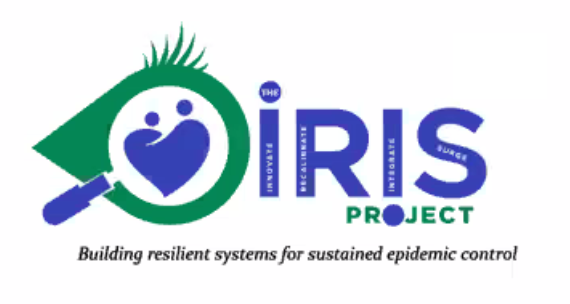 THE
iRIS
INNOVATE
RECALIBRATE
INTEGRATE
SURGE
PROJECT
Building resilient systems for sustained epidemic control